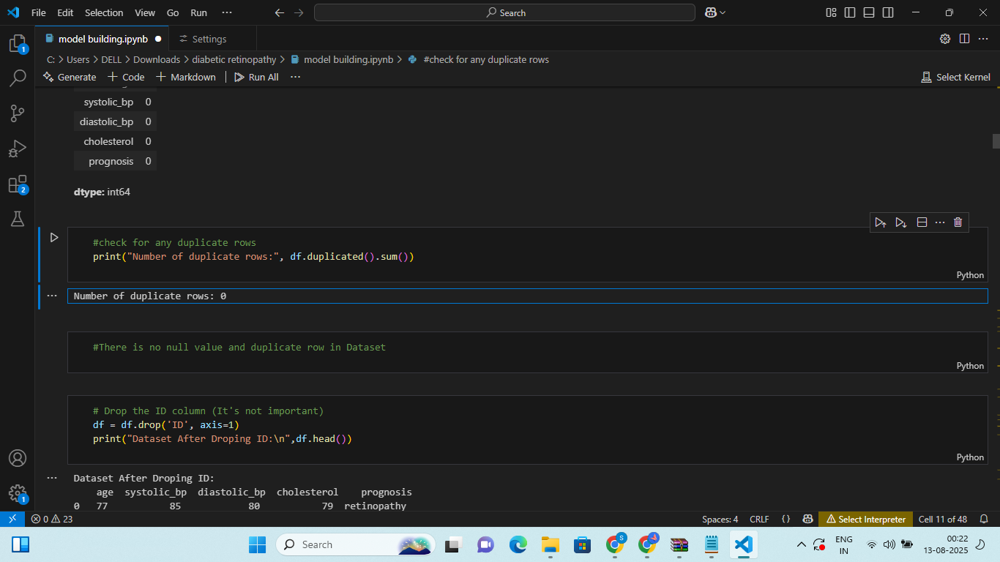 File Edit Selection View Go Run ··· Search
model building.ipynb Settings
C: > Users > DELL > Downloads > diabetic retinopathy > model building.ipynb > #check for any duplicate rows
Generate + Code + Markdown Run All ··· Select Kernel
systolic_bp 0
diastolic_bp 0
cholesterol 0
prognosis 0
dtype: int64
#check for any duplicate rows
print("Number of duplicate rows:", df.duplicated().sum())
Python
Number of duplicate rows: 0
#There is no null value and duplicate row in Dataset
Python
# Drop the ID column (It's not important)
df = df.drop('ID', axis=1)
print("Dataset After Droping ID:\n",df.head())
Python
Dataset After Droping ID:
age systolic_bp diastolic_bp cholesterol prognosis
0 77 85 80 79 retinopathy
1
2
1
0 23 Spaces: 4 CRLF {} Select Interpreter Cell 11 of 48
Search S ENG IN 00:22
13-08-2025